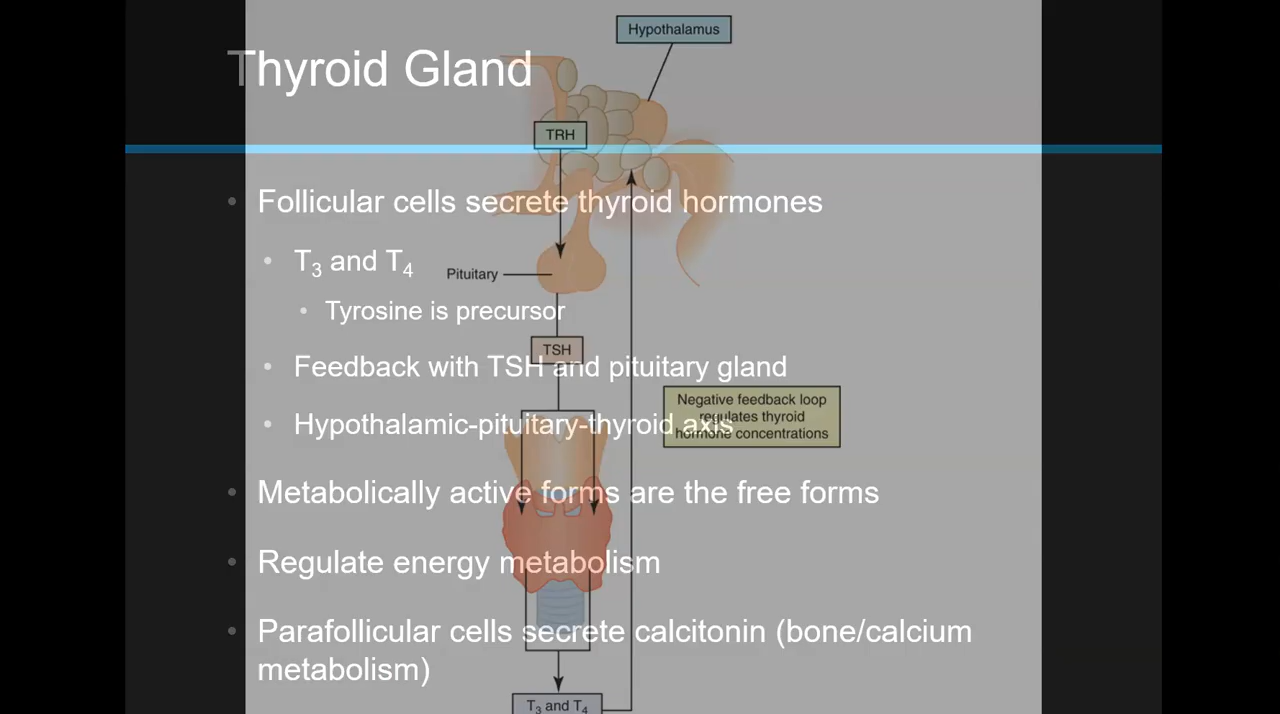 Thyroid Gland
• Follicular cells secrete thyroid hormones
• T₃ and T₄
• Tyrosine is precursor
• Feedback with TSH and pituitary gland
• Hypothalamic-pituitary-thyroid axis
• Metabolically active forms are the free forms
• Regulate energy metabolism
• Parafollicular cells secrete calcitonin (bone/calcium
metabolism)
Hypothalamus
TRH
Pituitary
TSH
Negative feedback loop
regulates thyroid
hormone concentrations
T₃ and T₄